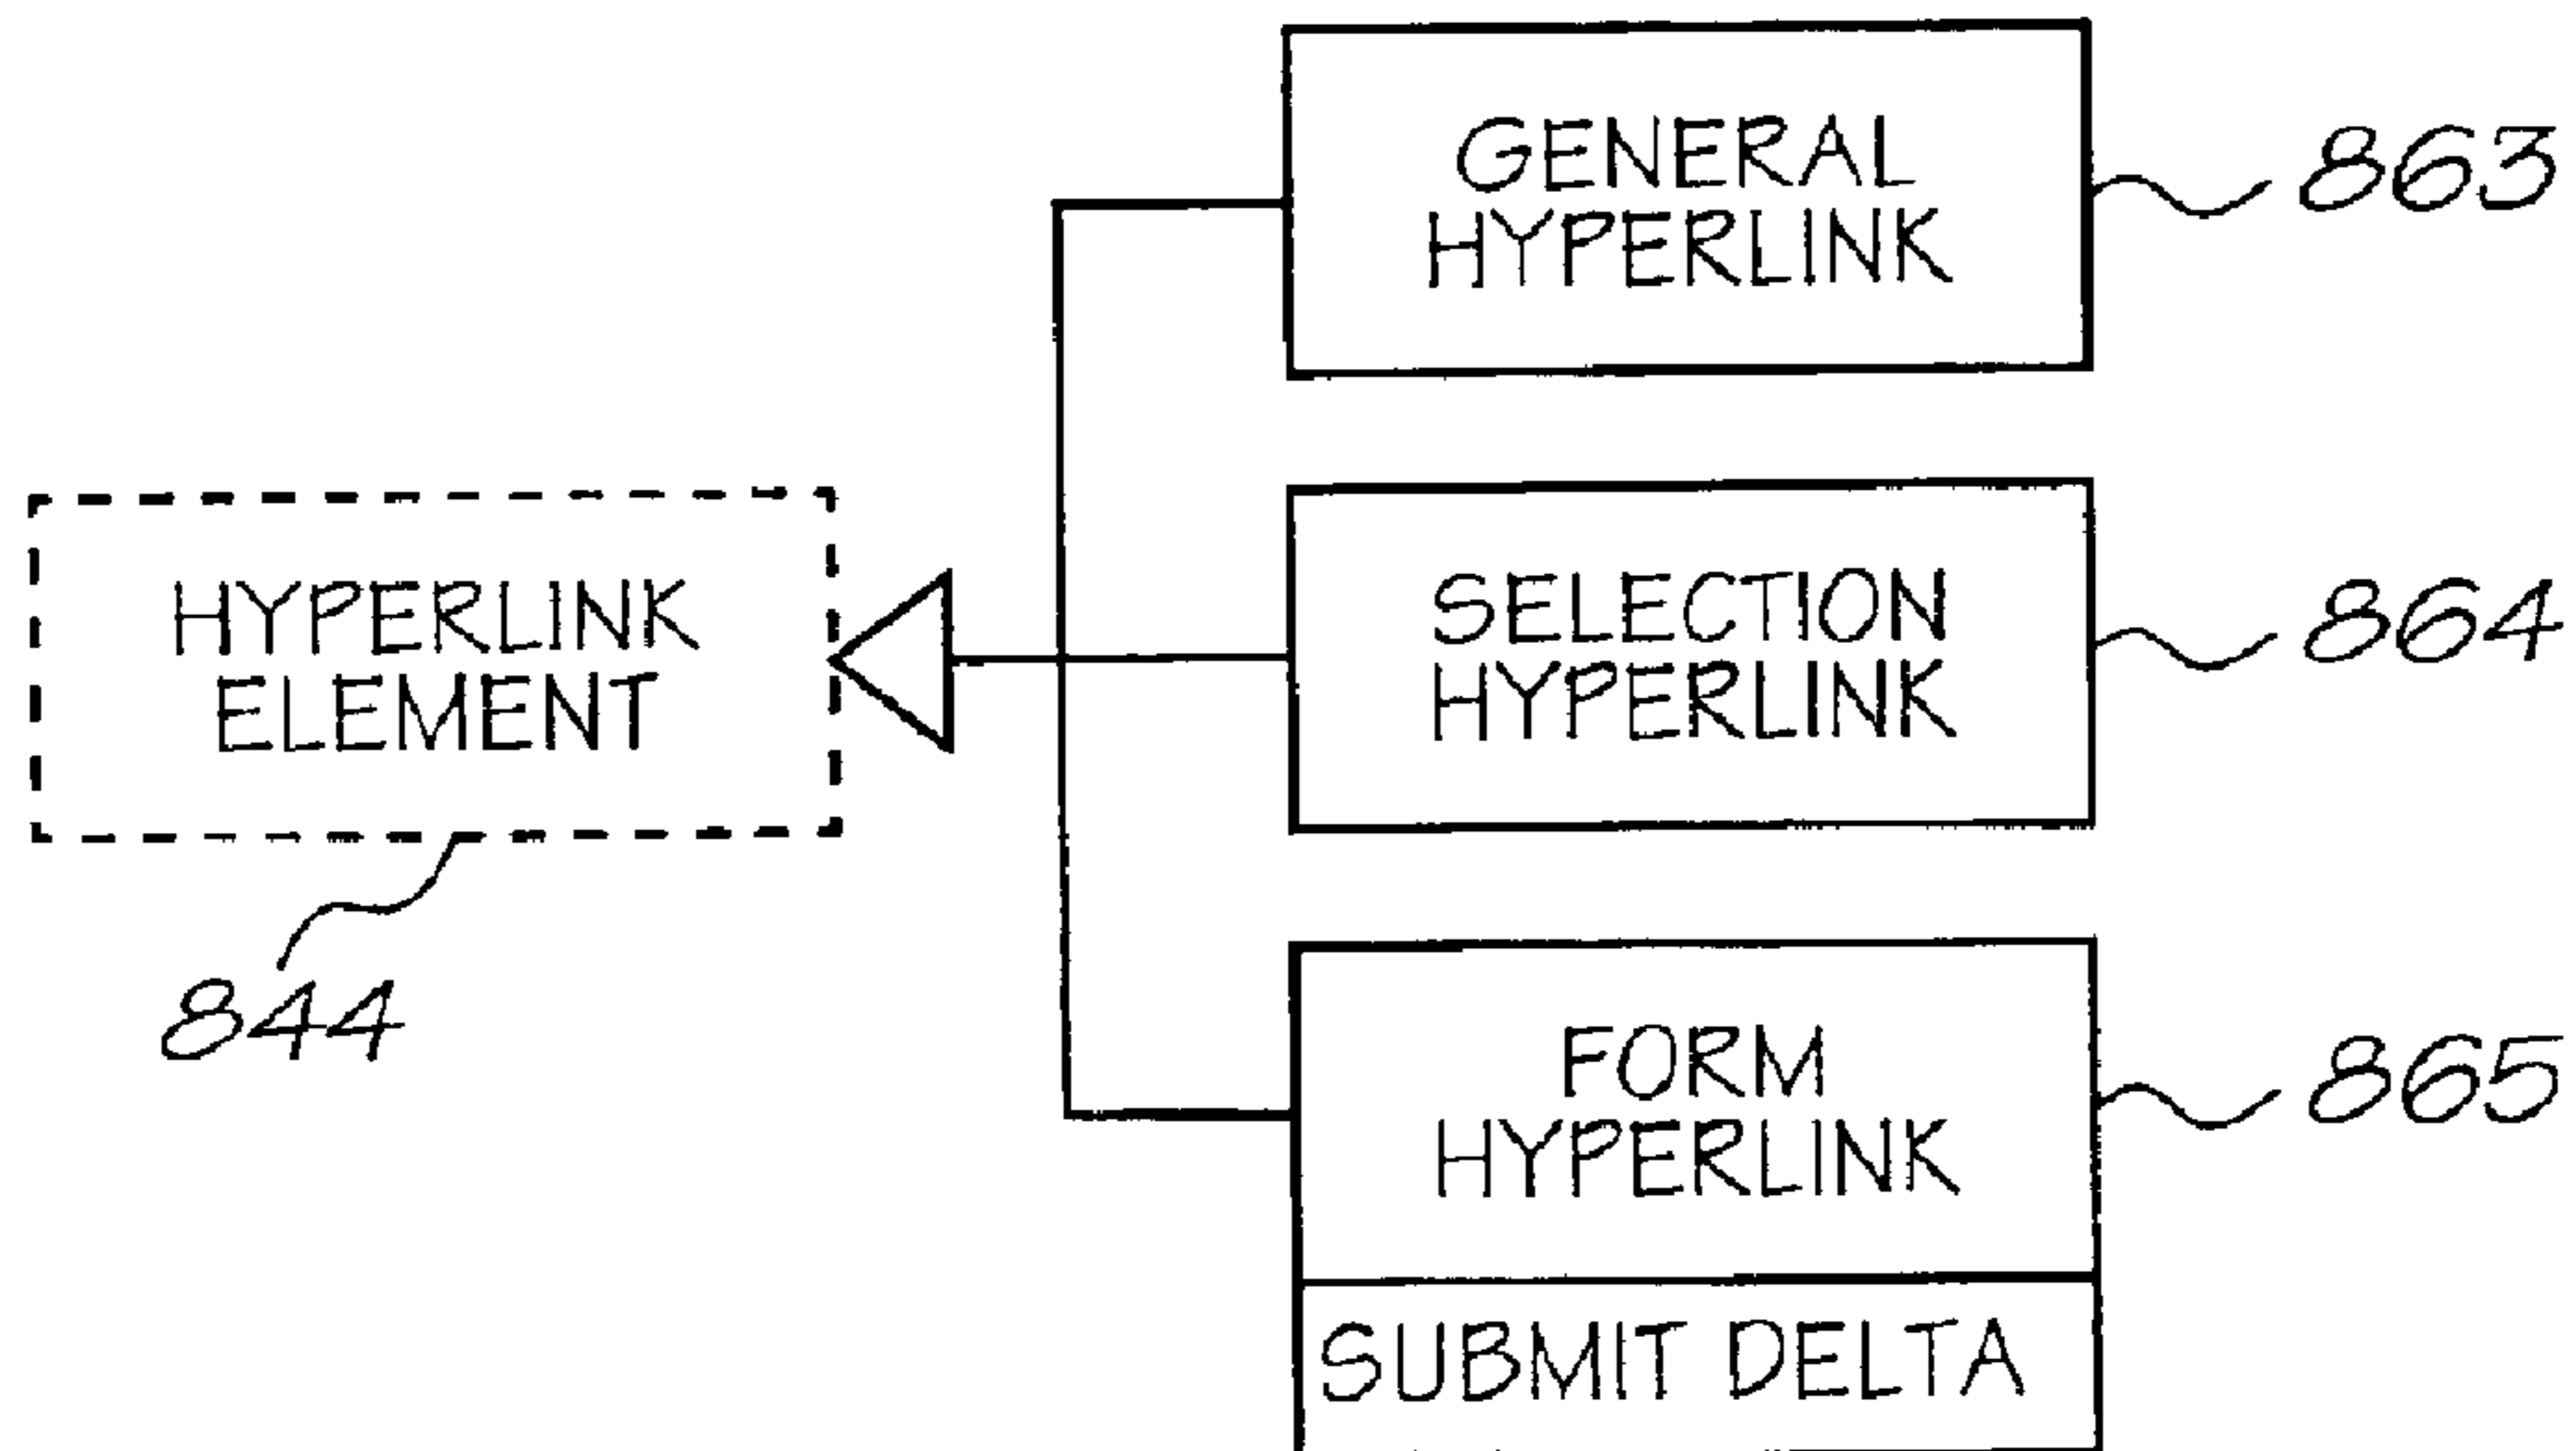 GENERAL
HYPERLINK
863
HYPERLINK
ELEMENT
844
SELECTION
HYPERLINK
864
FORM
HYPERLINK
865
SUBMIT DELTA